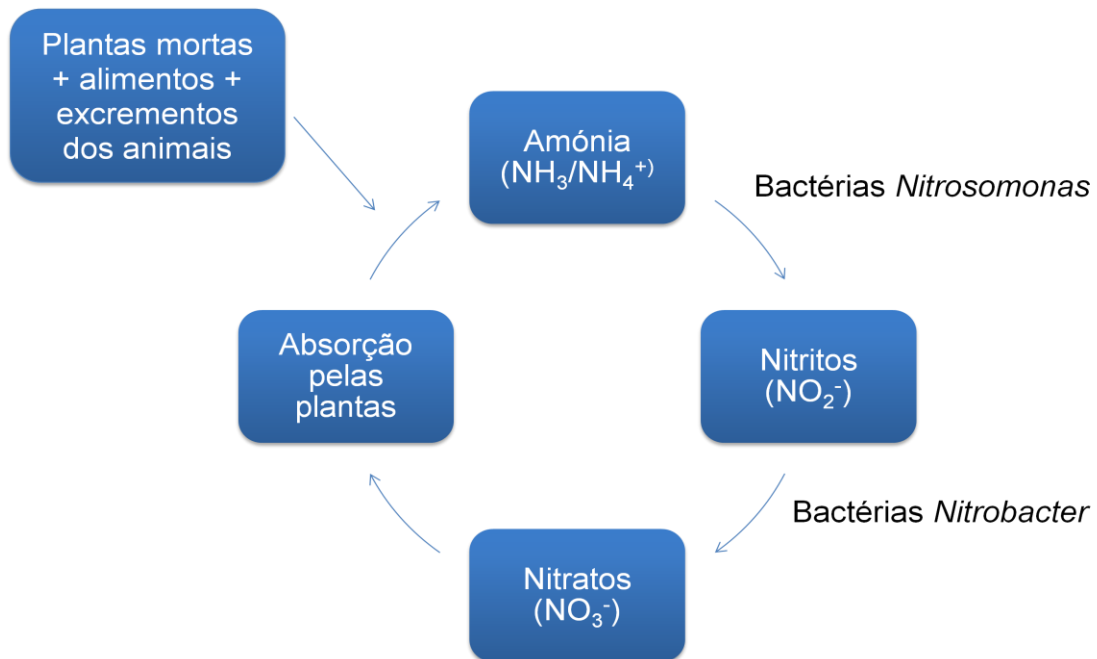 Plantas mortas
+ alimentos +
excrementos
dos animais
Amónia
(NH₃/NH₄⁺⁾
Bactérias Nitrosomonas
Nitritos
(NO₂⁻)
Bactérias Nitrobacter
Nitratos
(NO₃⁻)
Absorção
pelas
plantas